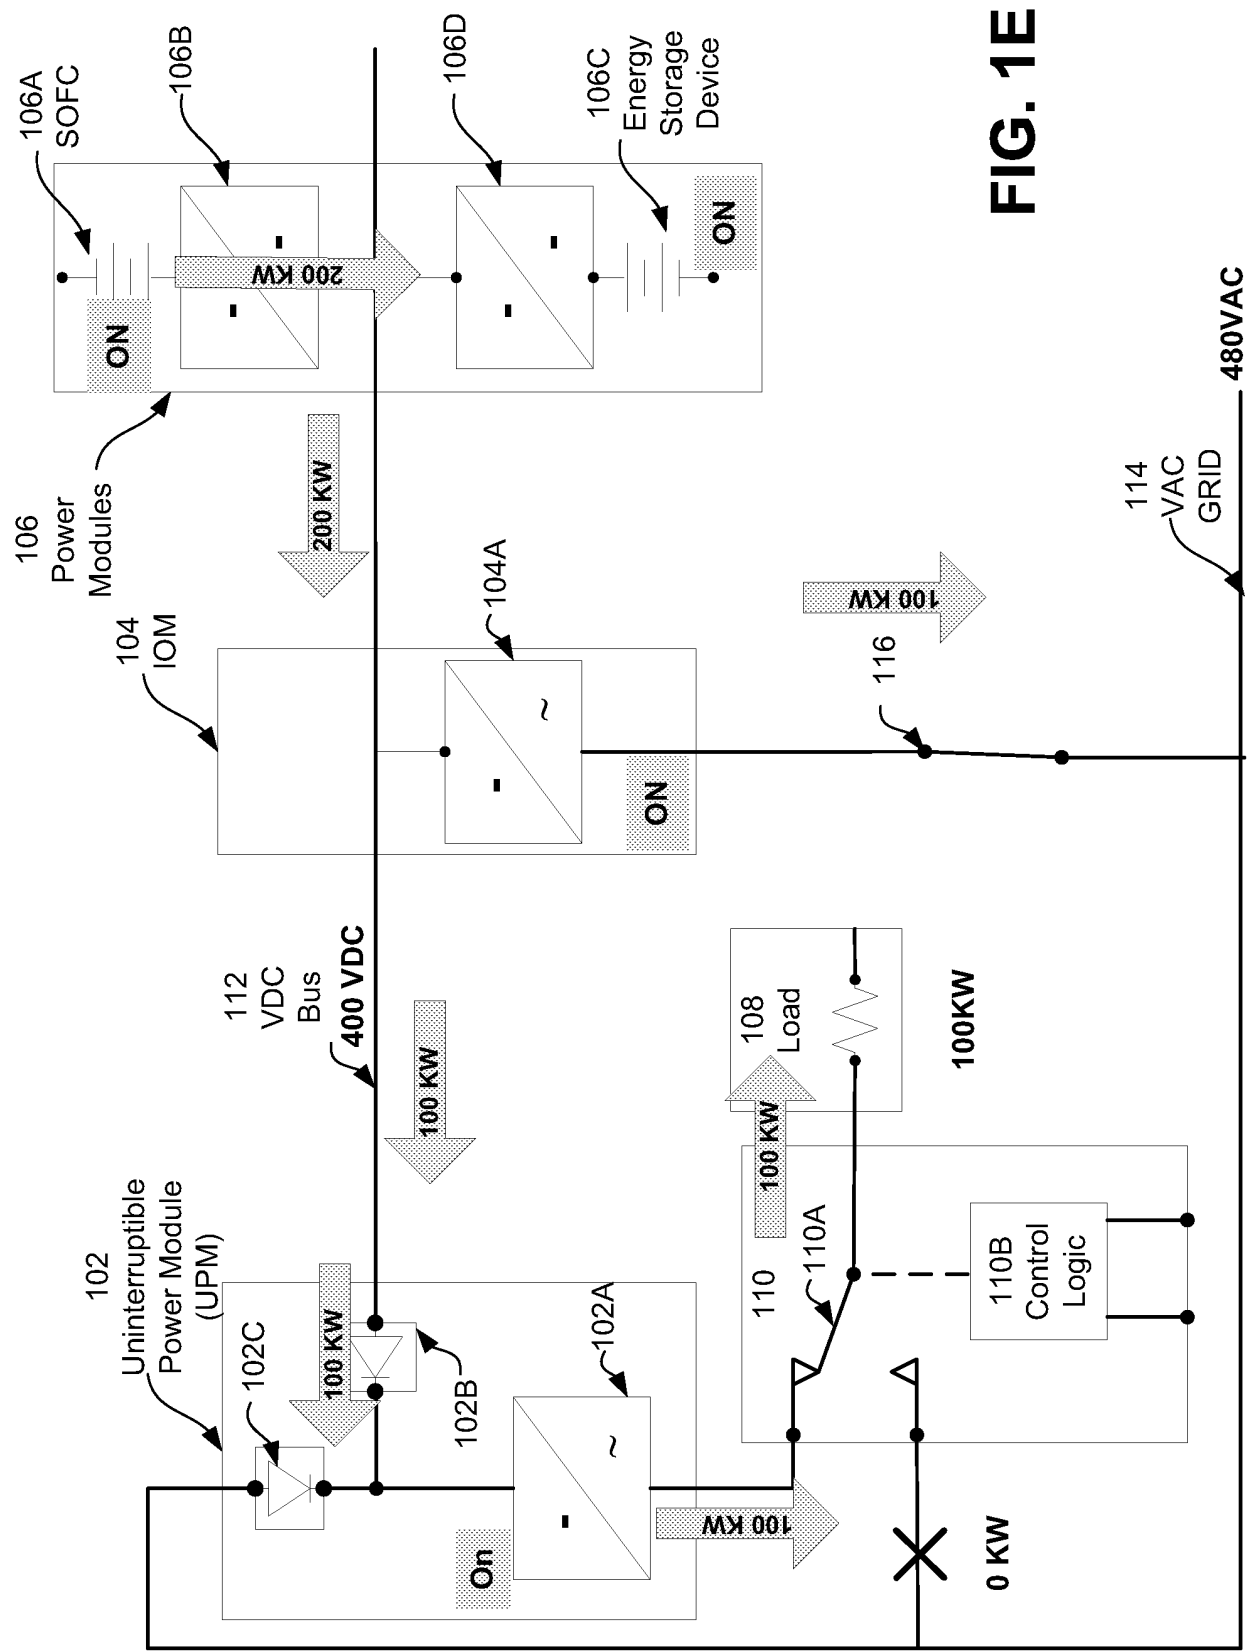 102
Uninterruptible
Power Module
(UPM)
102C
100 KW
102B
102A
On
100 KW
112
VDC
Bus
400 VDC
100 KW
104
IOM
104A
ON
106
Power
Modules
200 KW
106A
SOFC
ON
106B
200 KW
106D
106C
Energy
Storage
Device
ON
110
110A
100 KW
108
Load
100KW
110B
Control
Logic
0 KW
116
100 KW
114
VAC
GRID
480VAC
FIG. 1E